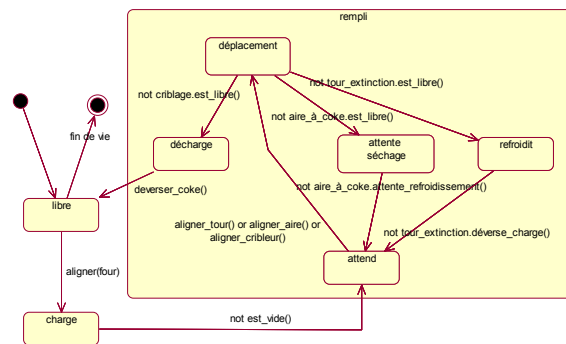 rempli
déplacement
not tour_extinction.est_libre()
not criblage.est_libre()
not aire_à_coke.est_libre()
fin de vie
décharge
attente
séchage
refroidit
deverser_coke()
not aire_à_coke.attente_refroidissement()
libre
aligner_tour() or aligner_aire() or
aligner_cribleur()
not tour_extinction.déverse_charge()
attend
aligner(four)
charge
not est_vide()